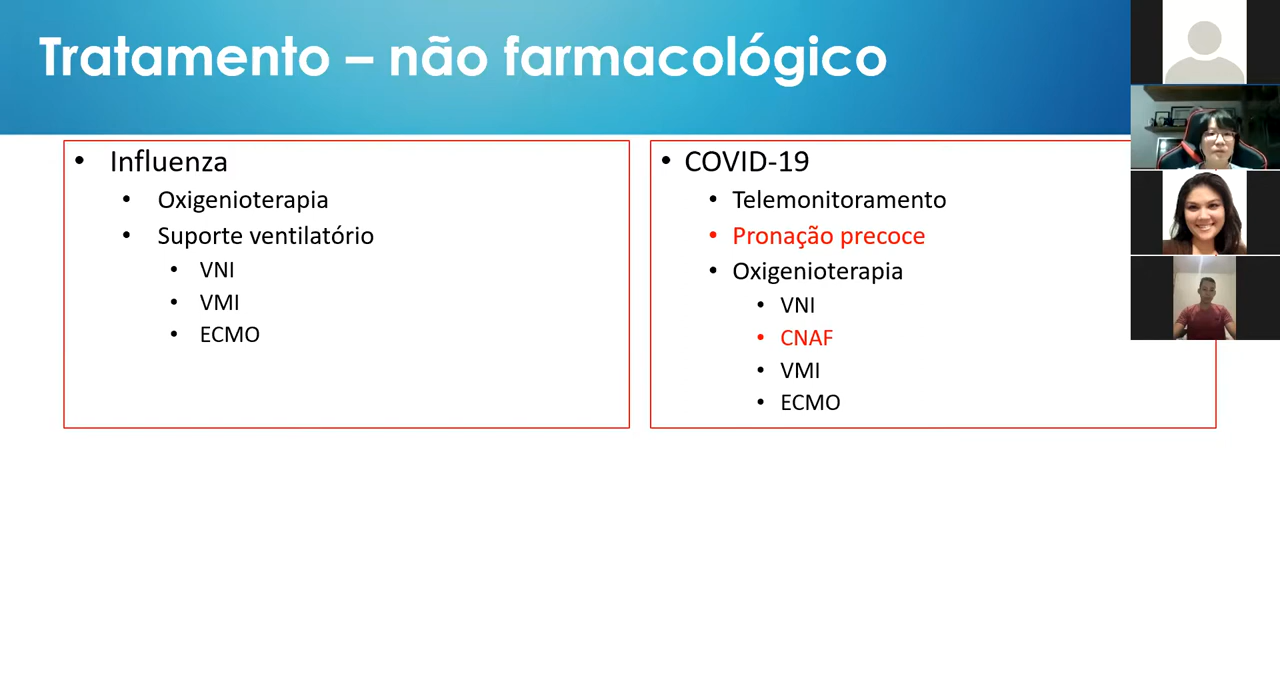 Tratamento – não farmacológico
• Influenza
• Oxigenioterapia
• Suporte ventilatório
• VNI
• VMI
• ECMO
• COVID-19
• Telemonitoramento
• Pronação precoce
• Oxigenioterapia
• VNI
• CNAF
• VMI
• ECMO